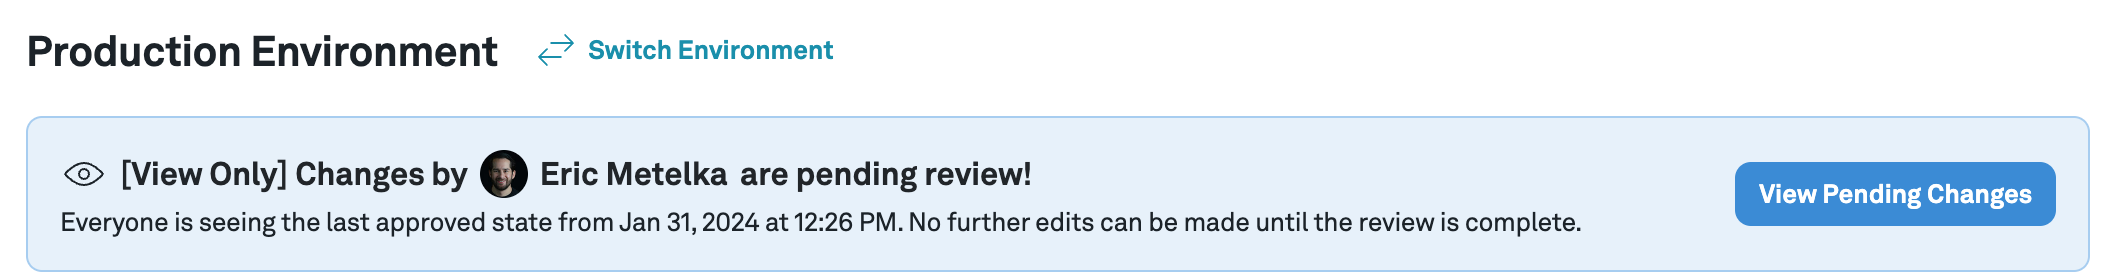 Production Environment Switch Environment
[View Only] Changes by Eric Metelka are pending review!
Everyone is seeing the last approved state from Jan 31, 2024 at 12:26 PM. No further edits can be made until the review is complete.
View Pending Changes